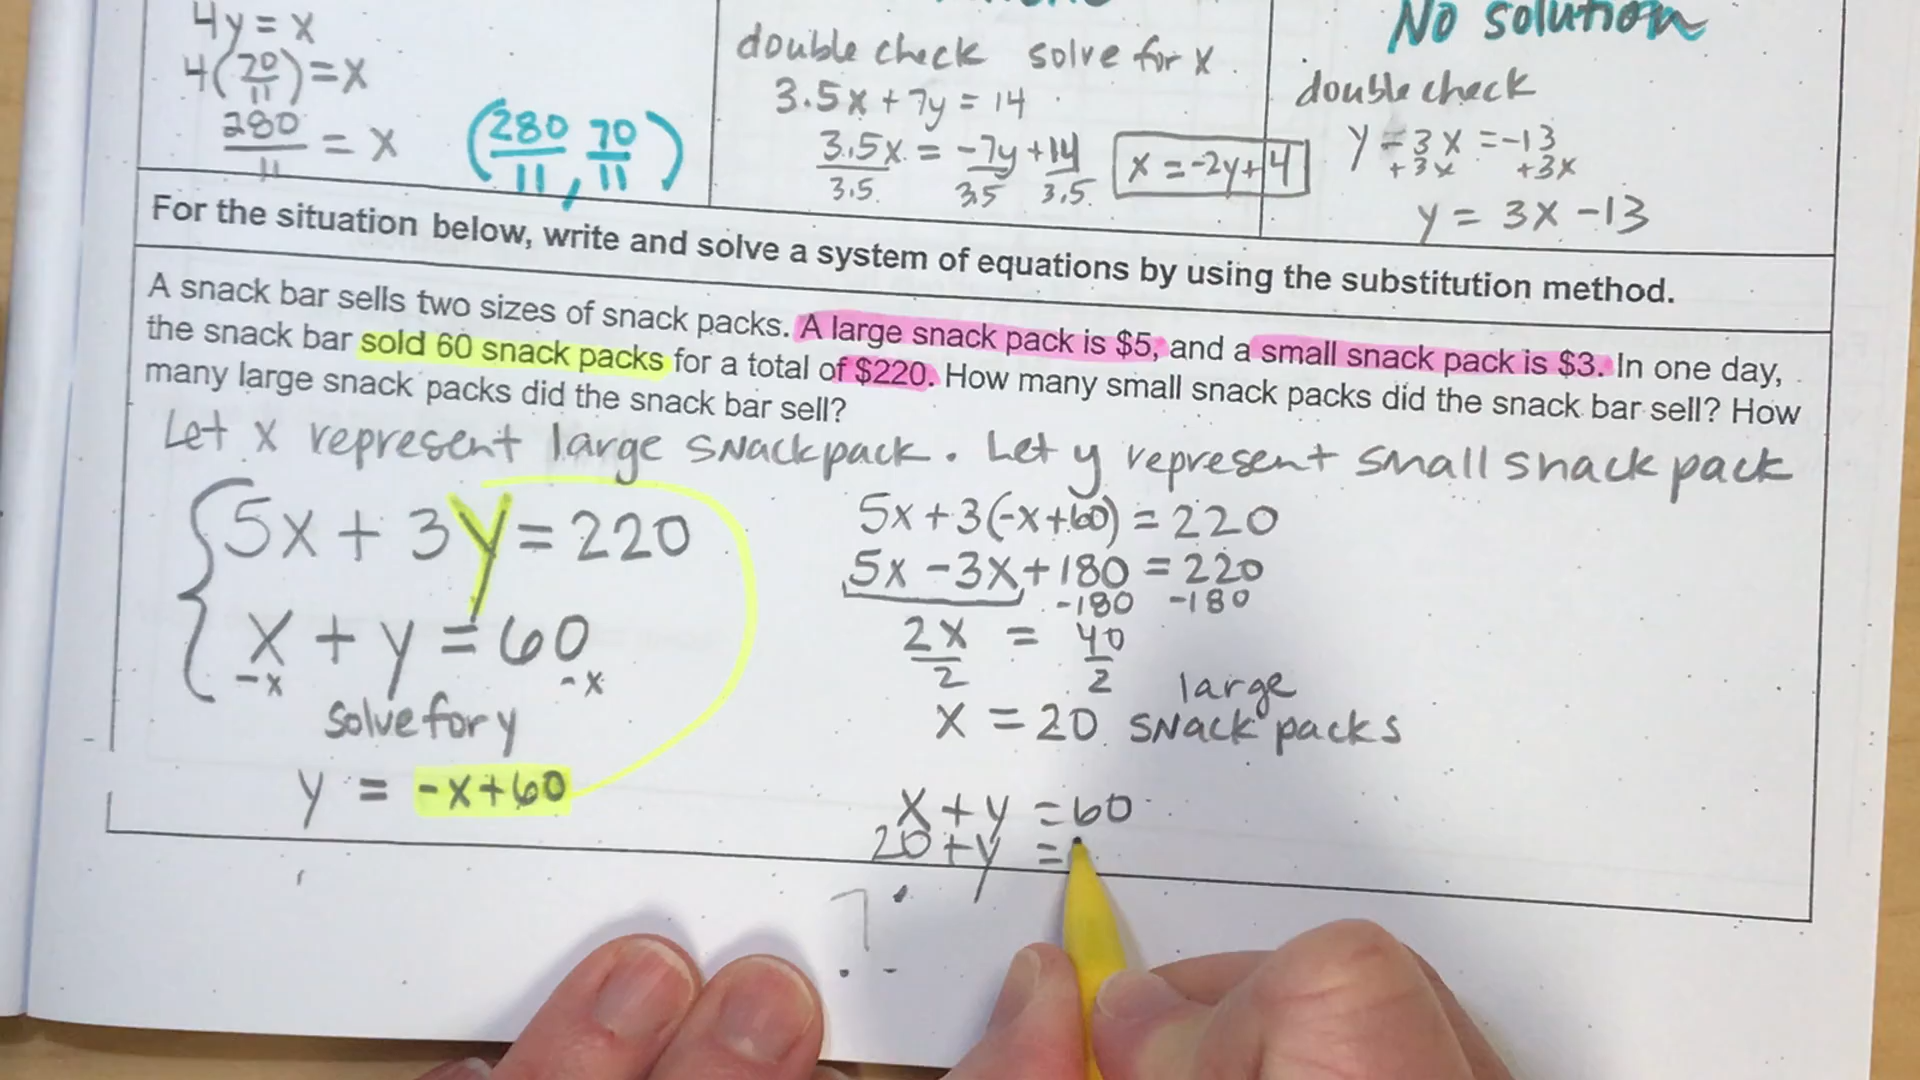 4y = x
4(70/11) = x
280/11 = x
(280/11, 70/11)
double check solve for x
3.5x + 7y = 14
3.5x = -7y + 14
3.5 3.5 3.5
x = -2y + 4
No solution
double check
y - 3x = -13
+3x +3x
y = 3x - 13
For the situation below, write and solve a system of equations by using the substitution method.
A snack bar sells two sizes of snack packs. A large snack pack is $5, and a small snack pack is $3. In one day,
the snack bar sold 60 snack packs for a total of $220. How many small snack packs did the snack bar sell? How
many large snack packs did the snack bar sell?
Let x represent large snack pack. Let y represent small snack pack
5x + 3y = 220
x + y = 60
-x -x
solve for y
y = -x+60
5x + 3(-x+60) = 220
5x - 3x + 180 = 220
-180 -180
2x = 40
2 2
large
x = 20 snack packs
x + y = 60
20 + y =